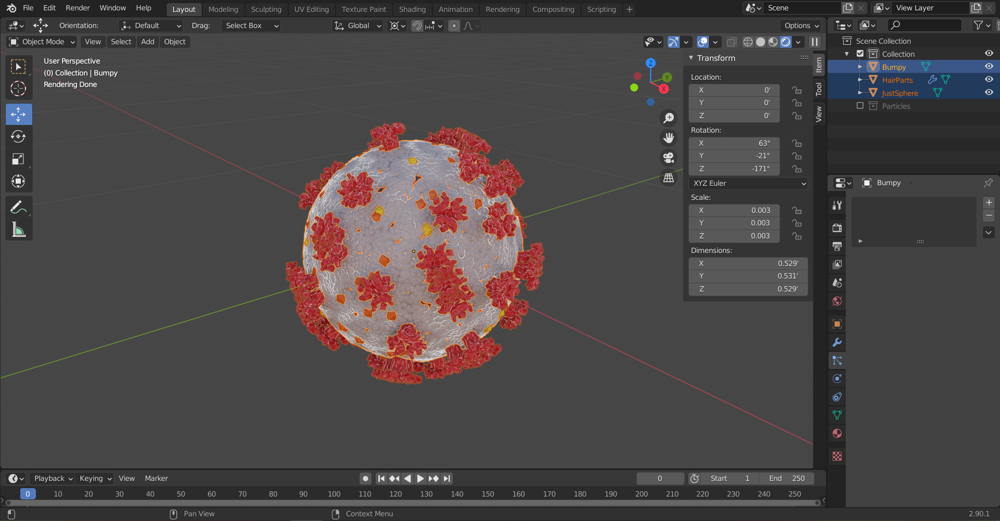 File Edit Render Window Help Layout Modeling Sculpting UV Editing Texture Paint Shading Animation Rendering Compositing Scripting + Scene View Layer
Orientation: Default Drag: Select Box Global Options
Object Mode View Select Add Object
User Perspective
(0) Collection | Bumpy
Rendering Done
Z
Y
X
Transform
Location:
X 0'
Y 0'
Z 0'
Rotation:
X 63°
Y -21°
Z -171°
XYZ Euler
Scale:
X 0.003
Y 0.003
Z 0.003
Dimensions:
X 0.529'
Y 0.531'
Z 0.529'
Item
Tool
View
Scene Collection
Collection
Bumpy
HairParts
JustSphere
Particles
Bumpy
Playback Keying View Marker 0 Start 1 End 250
0 10 20 30 40 50 60 70 80 90 100 110 120 130 140 150 160 170 180 190 200 210 220 230 240 250
Pan View Context Menu 2.90.1